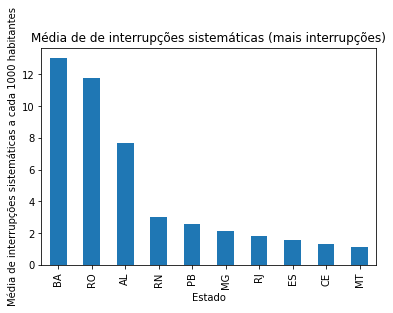 Média de de interrupções sistemáticas (mais interrupções)
Média de interrupções sistemáticas a cada 1000 habitantes
12
10
8
6
4
2
0
BA RO AL RN PB MG RJ ES CE MT
Estado